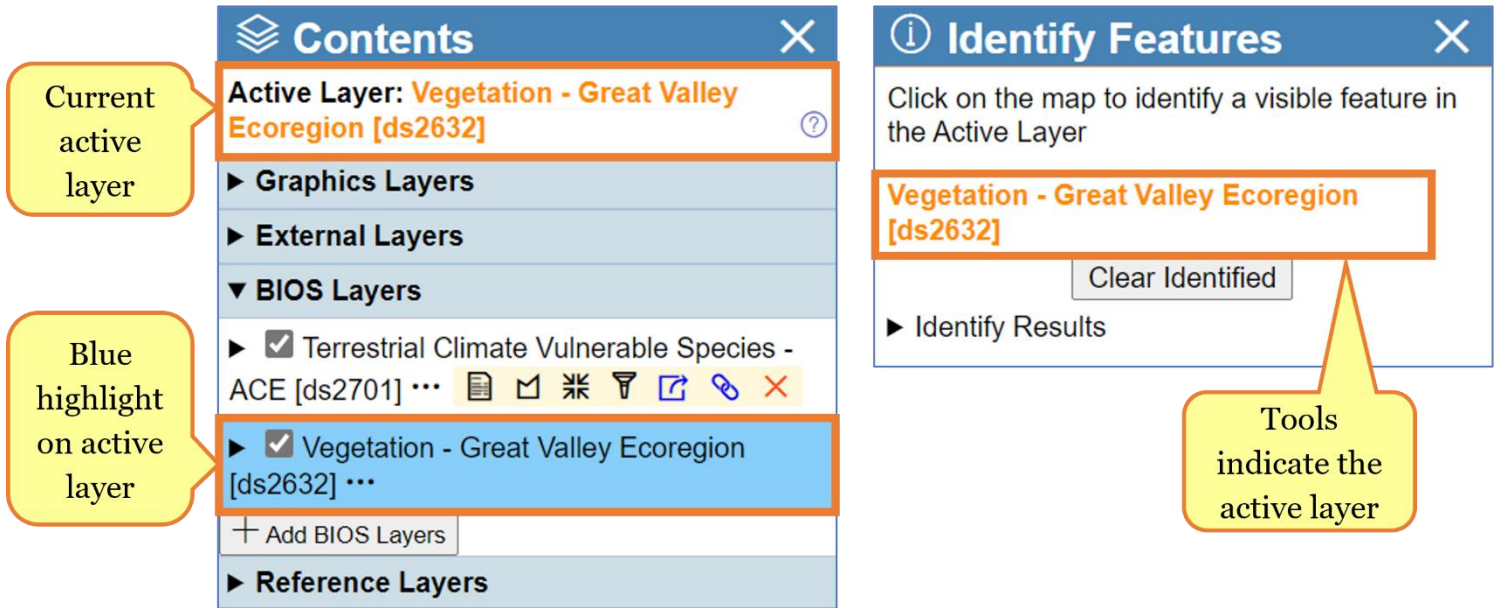 Current
active
layer
Blue
highlight
on active
layer
Contents
Active Layer: Vegetation - Great Valley
Ecoregion [ds2632]
Graphics Layers
External Layers
BIOS Layers
Terrestrial Climate Vulnerable Species -
ACE [ds2701] •••
Vegetation - Great Valley Ecoregion
[ds2632] •••
+ Add BIOS Layers
Reference Layers
Identify Features
Click on the map to identify a visible feature in
the Active Layer
Vegetation - Great Valley Ecoregion
[ds2632]
Clear Identified
Identify Results
Tools
indicate the
active layer